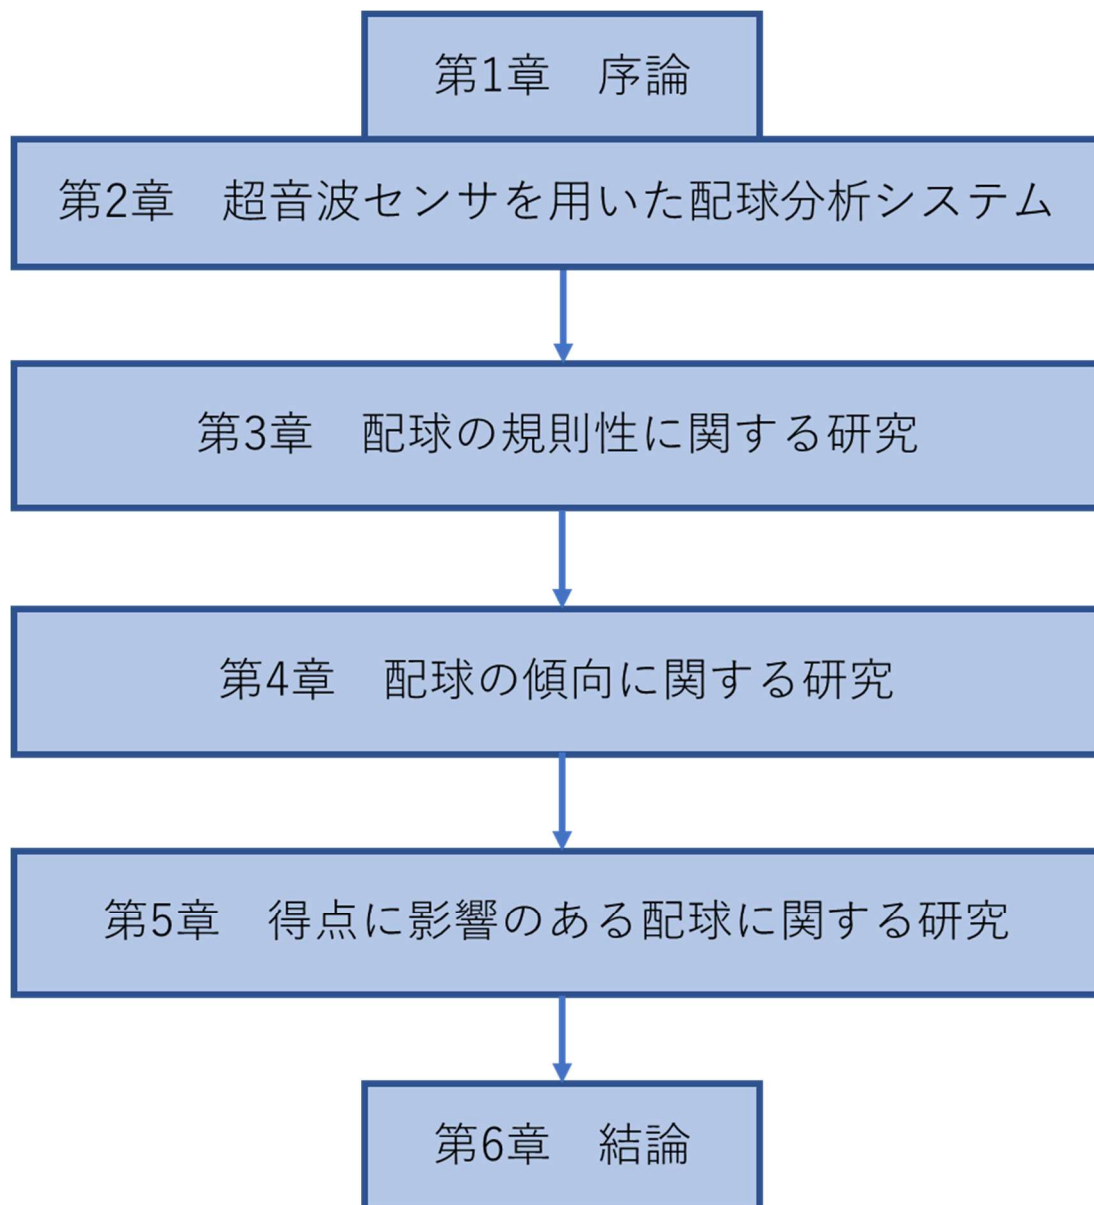 第1章　序論
第2章　超音波センサを用いた配球分析システム
第3章　配球の規則性に関する研究
第4章　配球の傾向に関する研究
第5章　得点に影響のある配球に関する研究
第6章　結論